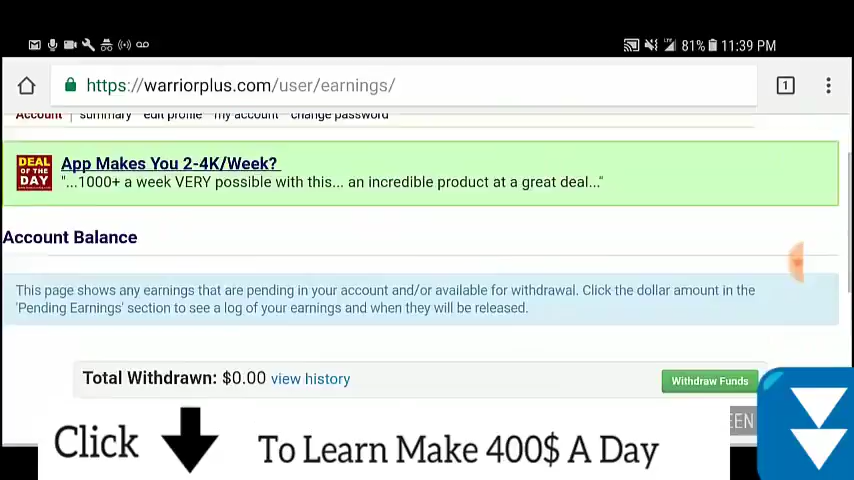 81% 11:39 PM
https://warriorplus.com/user/earnings/
1
Account summary edit profile my account change password
DEAL OF THE DAY
App Makes You 2-4K/Week?
"...1000+ a week VERY possible with this... an incredible product at a great deal..."
Account Balance
This page shows any earnings that are pending in your account and/or available for withdrawal. Click the dollar amount in the
'Pending Earnings' section to see a log of your earnings and when they will be released.
Total Withdrawn: $0.00 view history
Withdraw Funds
Click To Learn Make 400$ A Day